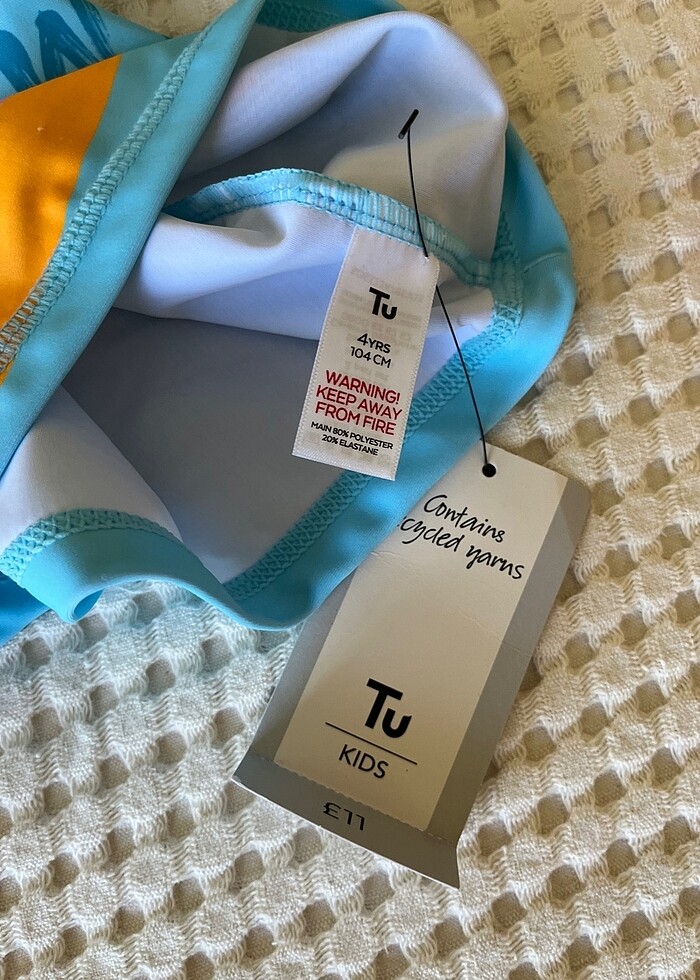 Tu
4YRS
104 CM
WARNING!
KEEP AWAY
FROM FIRE
MAIN 80% POLYESTER
20% ELASTANE
Contains
cycled yarns
Tu
KIDS
£11